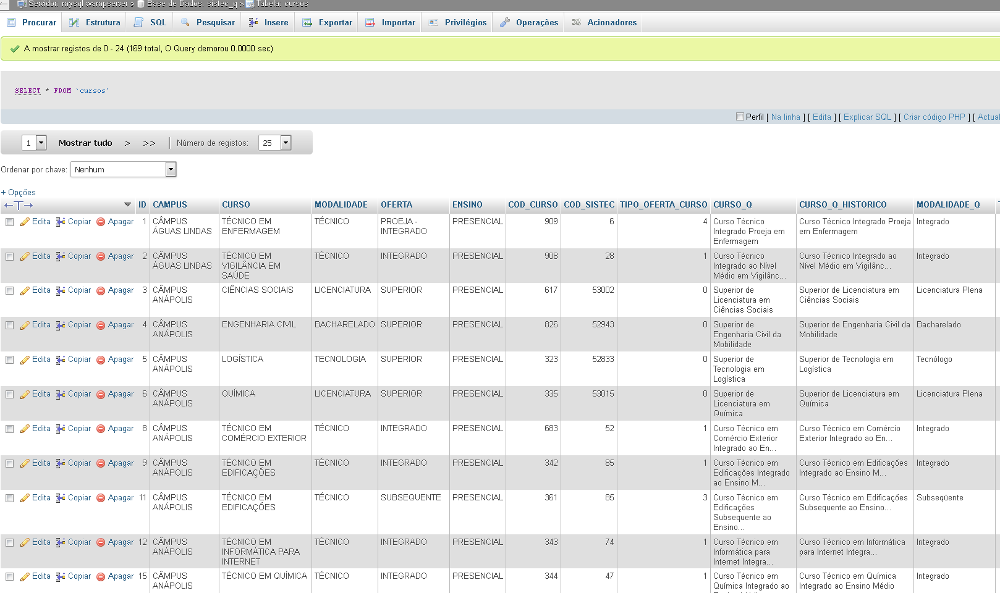 Servidor: mysql wampserver » Base de Dados: sistec_q » Tabela: cursos
Procurar Estrutura SQL Pesquisar Insere Exportar Importar Privilégios Operações Acionadores
A mostrar registos de 0 - 24 (169 total, O Query demorou 0.0000 sec)
SELECT * FROM `cursos`
Perfil [ Na linha ] [ Edita ] [ Explicar SQL ] [ Criar código PHP ] [ Actual
1 Mostrar tudo > >> | Número de registos: 25
Ordenar por chave: Nenhum
+ Opções
←T→ ID CAMPUS CURSO MODALIDADE OFERTA ENSINO COD_CURSO COD_SISTEC TIPO_OFERTA_CURSO CURSO_Q CURSO_Q_HISTORICO MODALIDADE_Q
Edita Copiar Apagar 1 CÂMPUS TÉCNICO EM TÉCNICO PROEJA - PRESENCIAL 909 6 4 Curso Técnico Curso Técnico Integrado Proeja Integrado
ÁGUAS LINDAS ENFERMAGEM INTEGRADO Integrado Proeja em em Enfermagem
Enfermagem
Edita Copiar Apagar 2 CÂMPUS TÉCNICO EM TÉCNICO INTEGRADO PRESENCIAL 908 28 1 Curso Técnico Curso Técnico Integrado ao Integrado
ÁGUAS LINDAS VIGILÂNCIA EM Integrado ao Nível Nível Médio em Vigilânc...
SAÚDE Médio em Vigilânc...
Edita Copiar Apagar 3 CÂMPUS CIÊNCIAS SOCIAIS LICENCIATURA SUPERIOR PRESENCIAL 617 53002 0 Superior de Superior de Licenciatura em Licenciatura Plena
ANÁPOLIS Licenciatura em Ciências Sociais
Ciências Sociais
Edita Copiar Apagar 4 CÂMPUS ENGENHARIA CIVIL BACHARELADO SUPERIOR PRESENCIAL 826 52943 0 Superior de Superior de Engenharia Civil da Bacharelado
ANÁPOLIS Engenharia Civil da Mobilidade
Mobilidade
Edita Copiar Apagar 5 CÂMPUS LOGÍSTICA TECNOLOGIA SUPERIOR PRESENCIAL 323 52833 0 Superior de Superior de Tecnologia em Tecnólogo
ANÁPOLIS Tecnologia em Logística
Logística
Edita Copiar Apagar 6 CÂMPUS QUÍMICA LICENCIATURA SUPERIOR PRESENCIAL 335 53015 0 Superior de Superior de Licenciatura em Licenciatura Plena
ANÁPOLIS Licenciatura em Química
Química
Edita Copiar Apagar 8 CÂMPUS TÉCNICO EM TÉCNICO INTEGRADO PRESENCIAL 683 52 1 Curso Técnico em Curso Técnico em Comércio Integrado
ANÁPOLIS COMÉRCIO EXTERIOR Comércio Exterior Exterior Integrado ao En...
Integrado ao En...
Edita Copiar Apagar 9 CÂMPUS TÉCNICO EM TÉCNICO INTEGRADO PRESENCIAL 342 85 1 Curso Técnico em Curso Técnico em Edificações Integrado
ANÁPOLIS EDIFICAÇÕES Edificações Integrado Integrado ao Ensino M...
ao Ensino M...
Edita Copiar Apagar 11 CÂMPUS TÉCNICO EM TÉCNICO SUBSEQUENTE PRESENCIAL 361 85 3 Curso Técnico em Curso Técnico em Edificações Subseqüente
ANÁPOLIS EDIFICAÇÕES Edificações Subsequente ao Ensino...
Subsequente ao
Ensino...
Edita Copiar Apagar 12 CÂMPUS TÉCNICO EM TÉCNICO INTEGRADO PRESENCIAL 343 74 1 Curso Técnico em Curso Técnico em Informática Integrado
ANÁPOLIS INFORMÁTICA PARA Informática para para Internet Integra...
INTERNET Internet Integra...
Edita Copiar Apagar 15 CÂMPUS TÉCNICO EM QUÍMICA TÉCNICO INTEGRADO PRESENCIAL 344 47 1 Curso Técnico em Curso Técnico em Química Integrado
ANÁPOLIS Química Integrado ao Integrado ao Ensino Médio